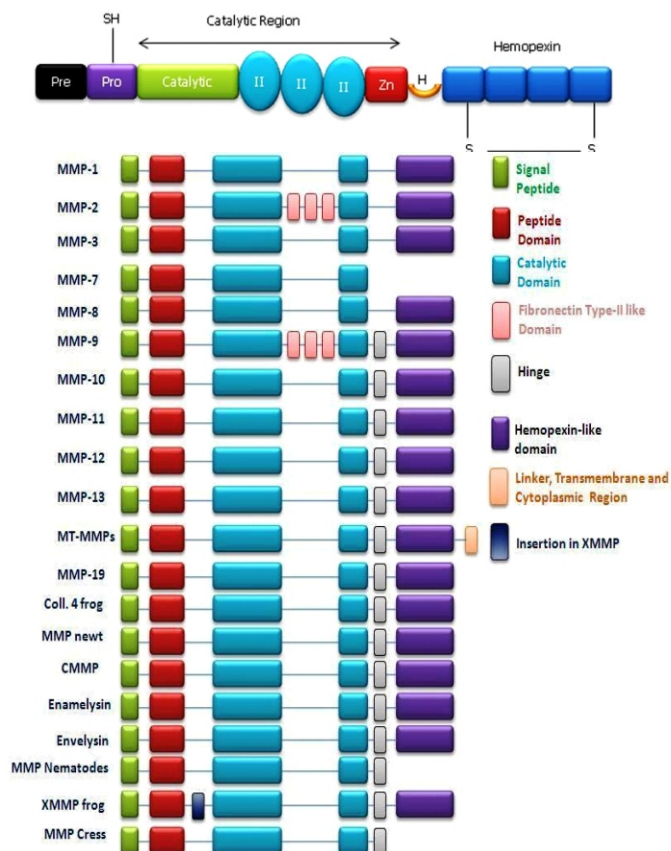 SH
Catalytic Region
Hemopexin
Pre
Pro
Catalytic
II
II
II
Zn
H
S
S
MMP-1
MMP-2
MMP-3
MMP-7
MMP-8
MMP-9
MMP-10
MMP-11
MMP-12
MMP-13
MT-MMPs
MMP-19
Coll. 4 frog
MMP newt
CMMP
Enamelysin
Envelysin
MMP Nematodes
XMMP frog
MMP Cress
Signal
Peptide
Peptide
Domain
Catalytic
Domain
Fibronectin Type-II like
Domain
Hinge
Hemopexin-like
domain
Linker, Transmembrane and
Cytoplasmic Region
Insertion in XMMP